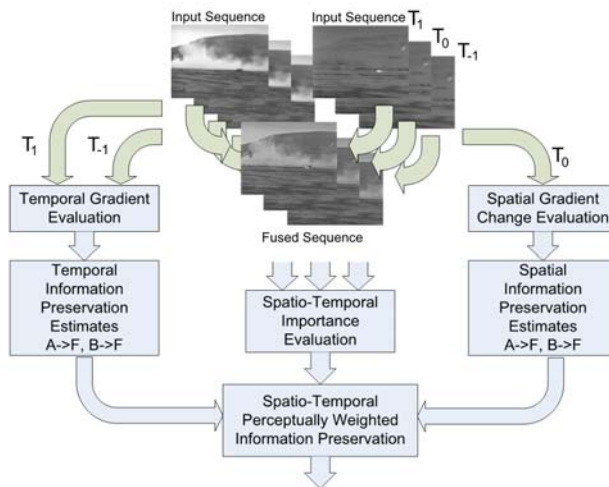 Input Sequence
Input Sequence
T1
T0
T-1
T1
T-1
T0
Fused Sequence
Temporal Gradient
Evaluation
Spatial Gradient
Change Evaluation
Temporal
Information
Preservation
Estimates
A->F, B->F
Spatio-Temporal
Importance
Evaluation
Spatial
Information
Preservation
Estimates
A->F, B->F
Spatio-Temporal
Perceptually Weighted
Information Preservation